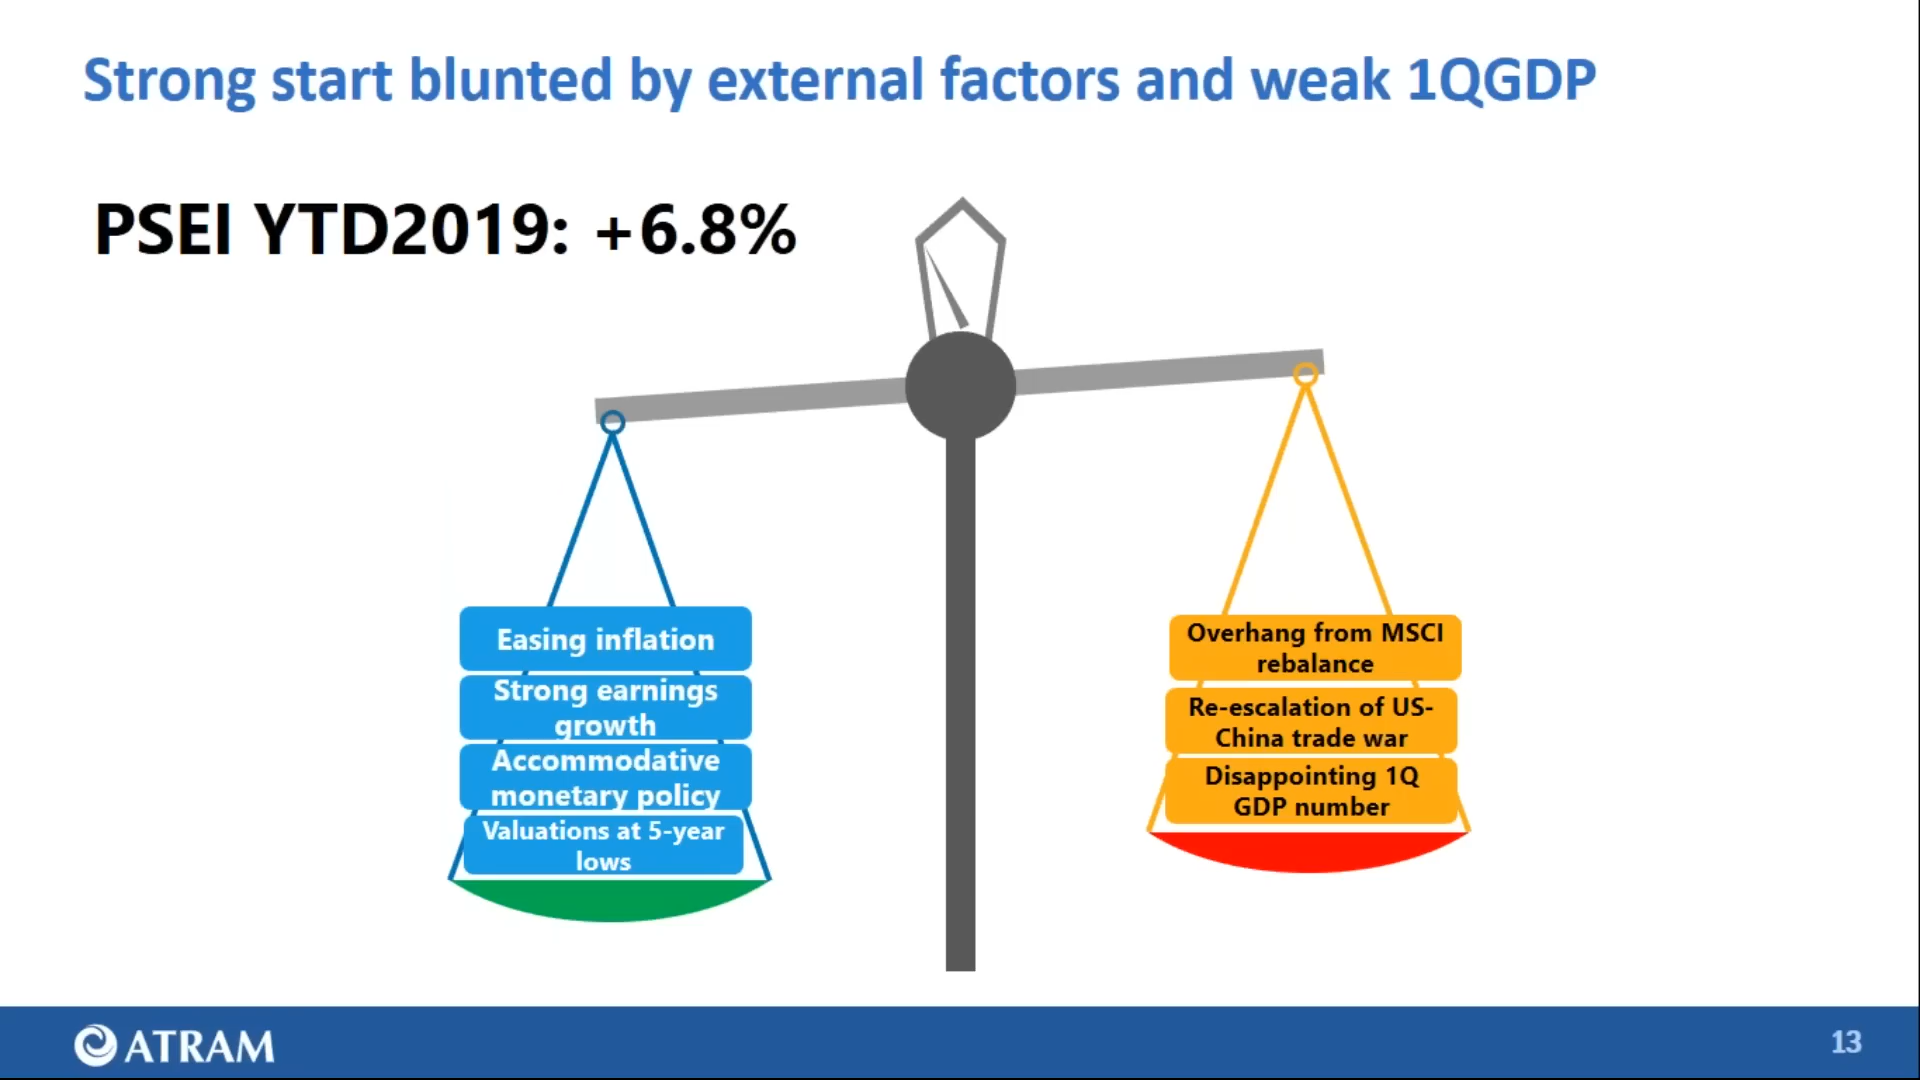 Strong start blunted by external factors and weak 1QGDP
PSEI YTD2019: +6.8%
Easing inflation
Strong earnings
growth
Accommodative
monetary policy
Valuations at 5-year
lows
Overhang from MSCI
rebalance
Re-escalation of US-
China trade war
Disappointing 1Q
GDP number
ATRAM
13